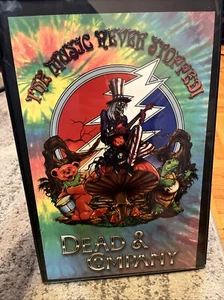 THE MUSIC NEVER STOPPED!
DEAD &
COMPANY